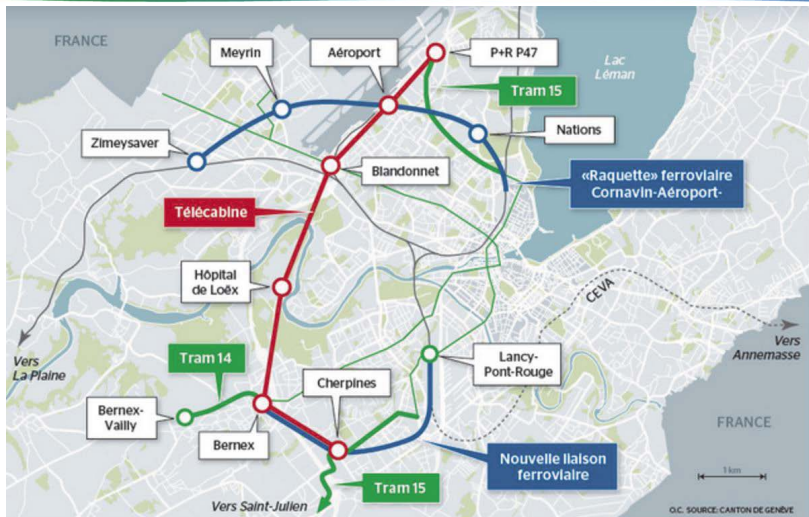 FRANCE
Meyrin
Aéroport
P+R P47
Lac
Léman
Tram 15
Zimeysaver
Nations
Blandonnet
«Raquette» ferroviaire
Cornavin-Aéroport-
Télécabine
Hôpital
de Loëx
CEVA
Vers
La Plaine
Tram 14
Lancy-
Pont-Rouge
Vers
Annemasse
Cherpines
Bernex-
Vailly
Bernex
FRANCE
Nouvelle liaison
ferroviaire
1 km
Tram 15
Vers Saint-Julien
O.C. SOURCE: CANTON DE GENÈVE